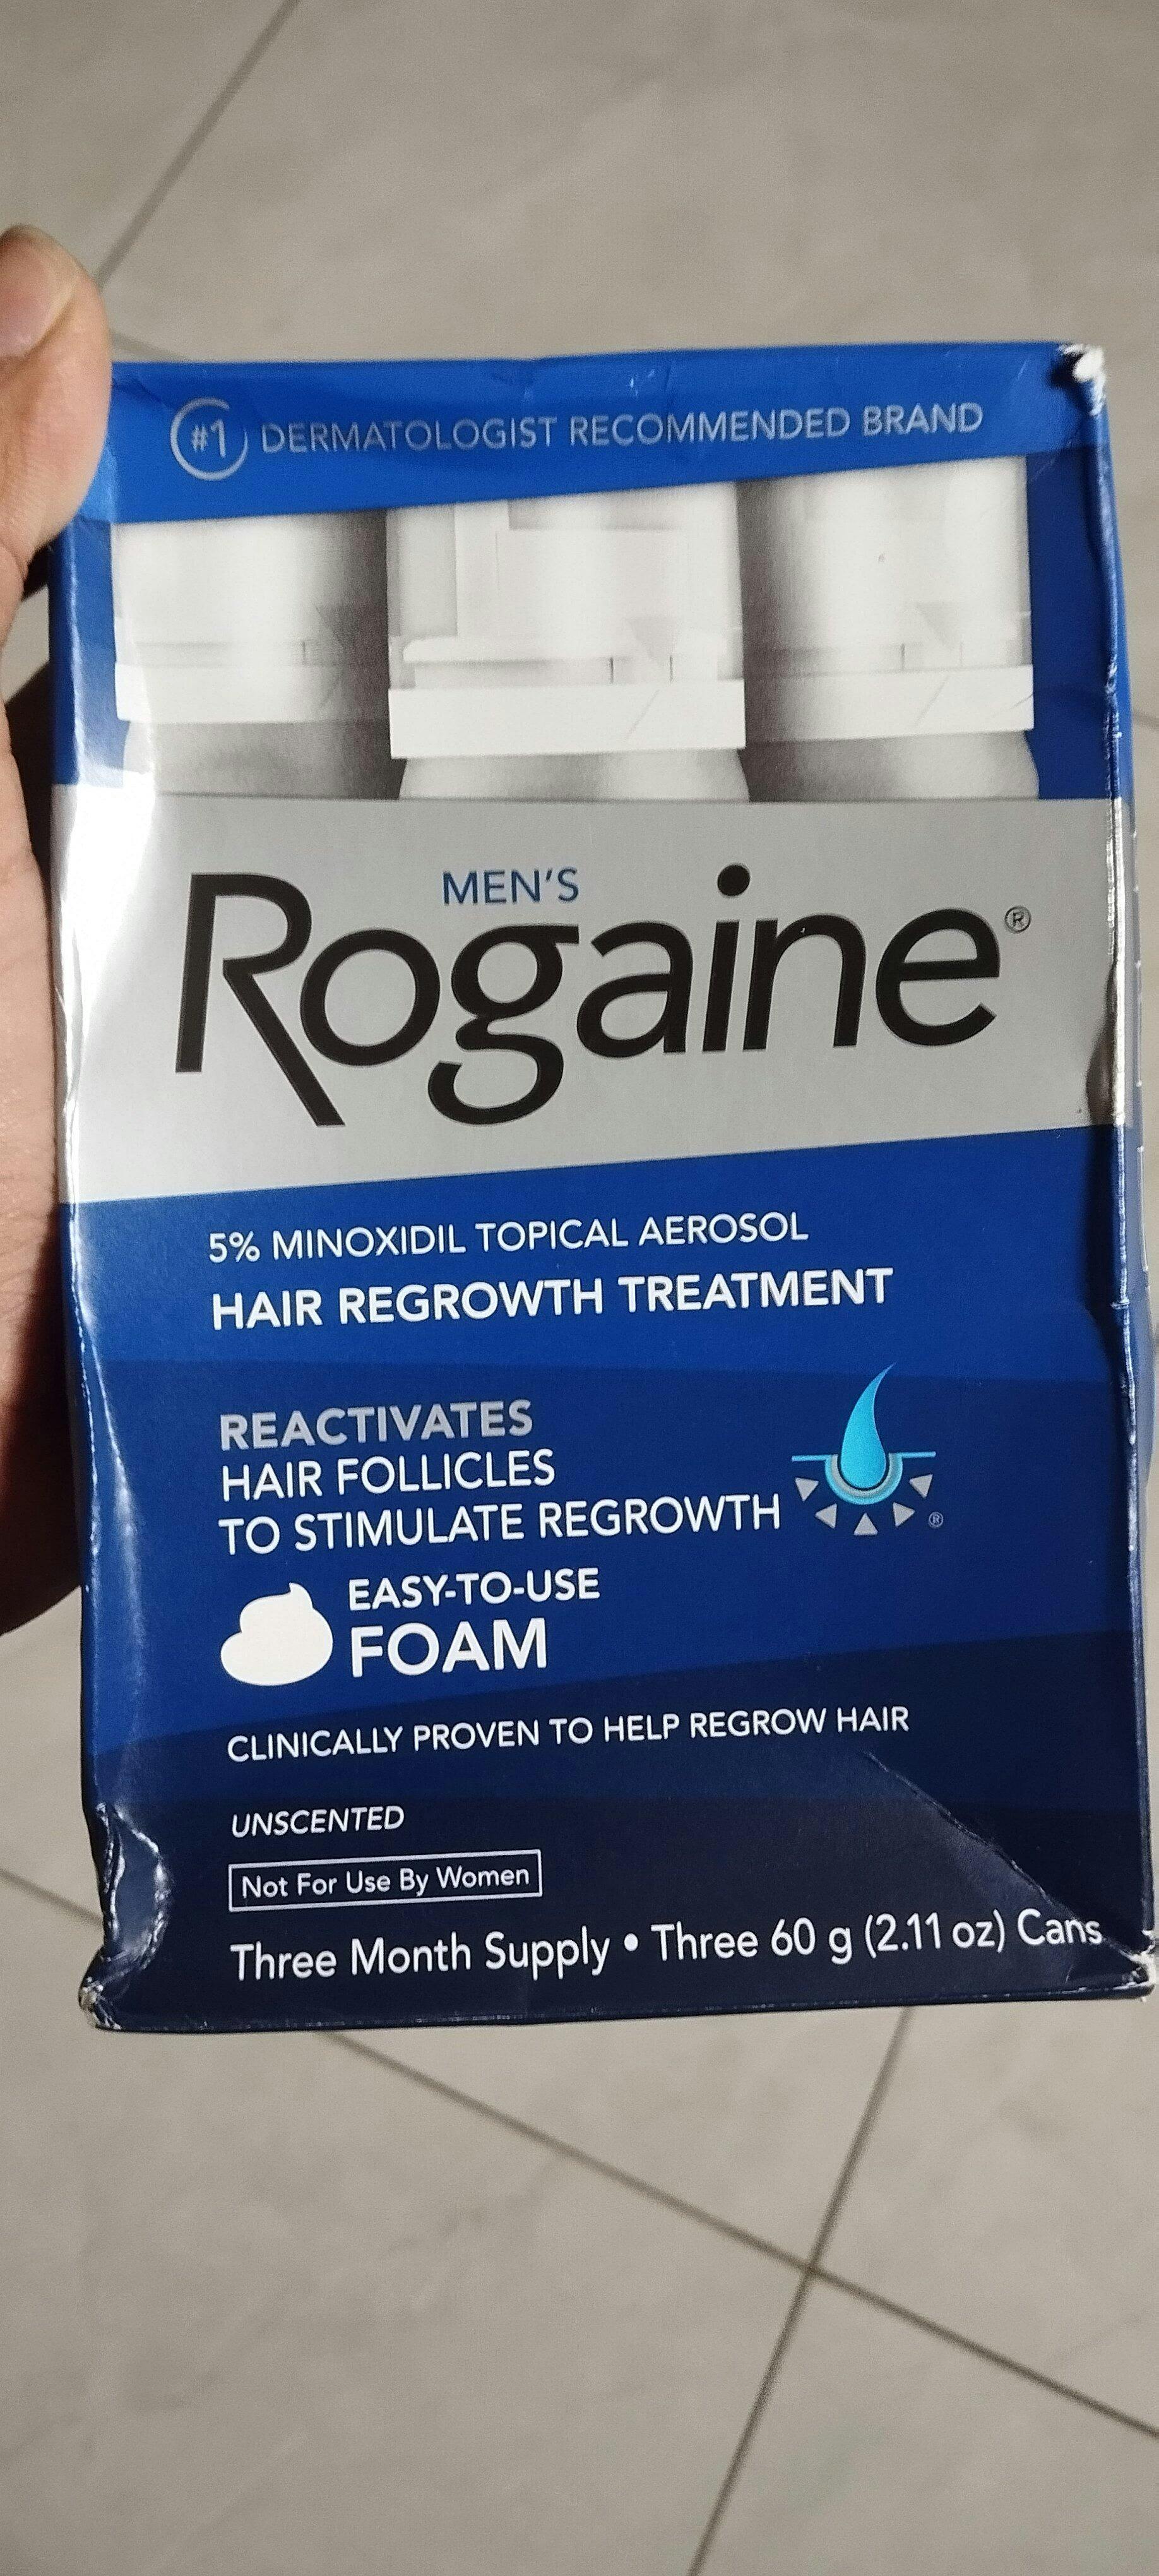 #1 DERMATOLOGIST RECOMMENDED BRAND
MEN'S
Rogaine®
5% MINOXIDIL TOPICAL AEROSOL
HAIR REGROWTH TREATMENT
REACTIVATES
HAIR FOLLICLES
TO STIMULATE REGROWTH
®
EASY-TO-USE
FOAM
CLINICALLY PROVEN TO HELP REGROW HAIR
UNSCENTED
Not For Use By Women
Three Month Supply • Three 60 g (2.11 oz) Cans